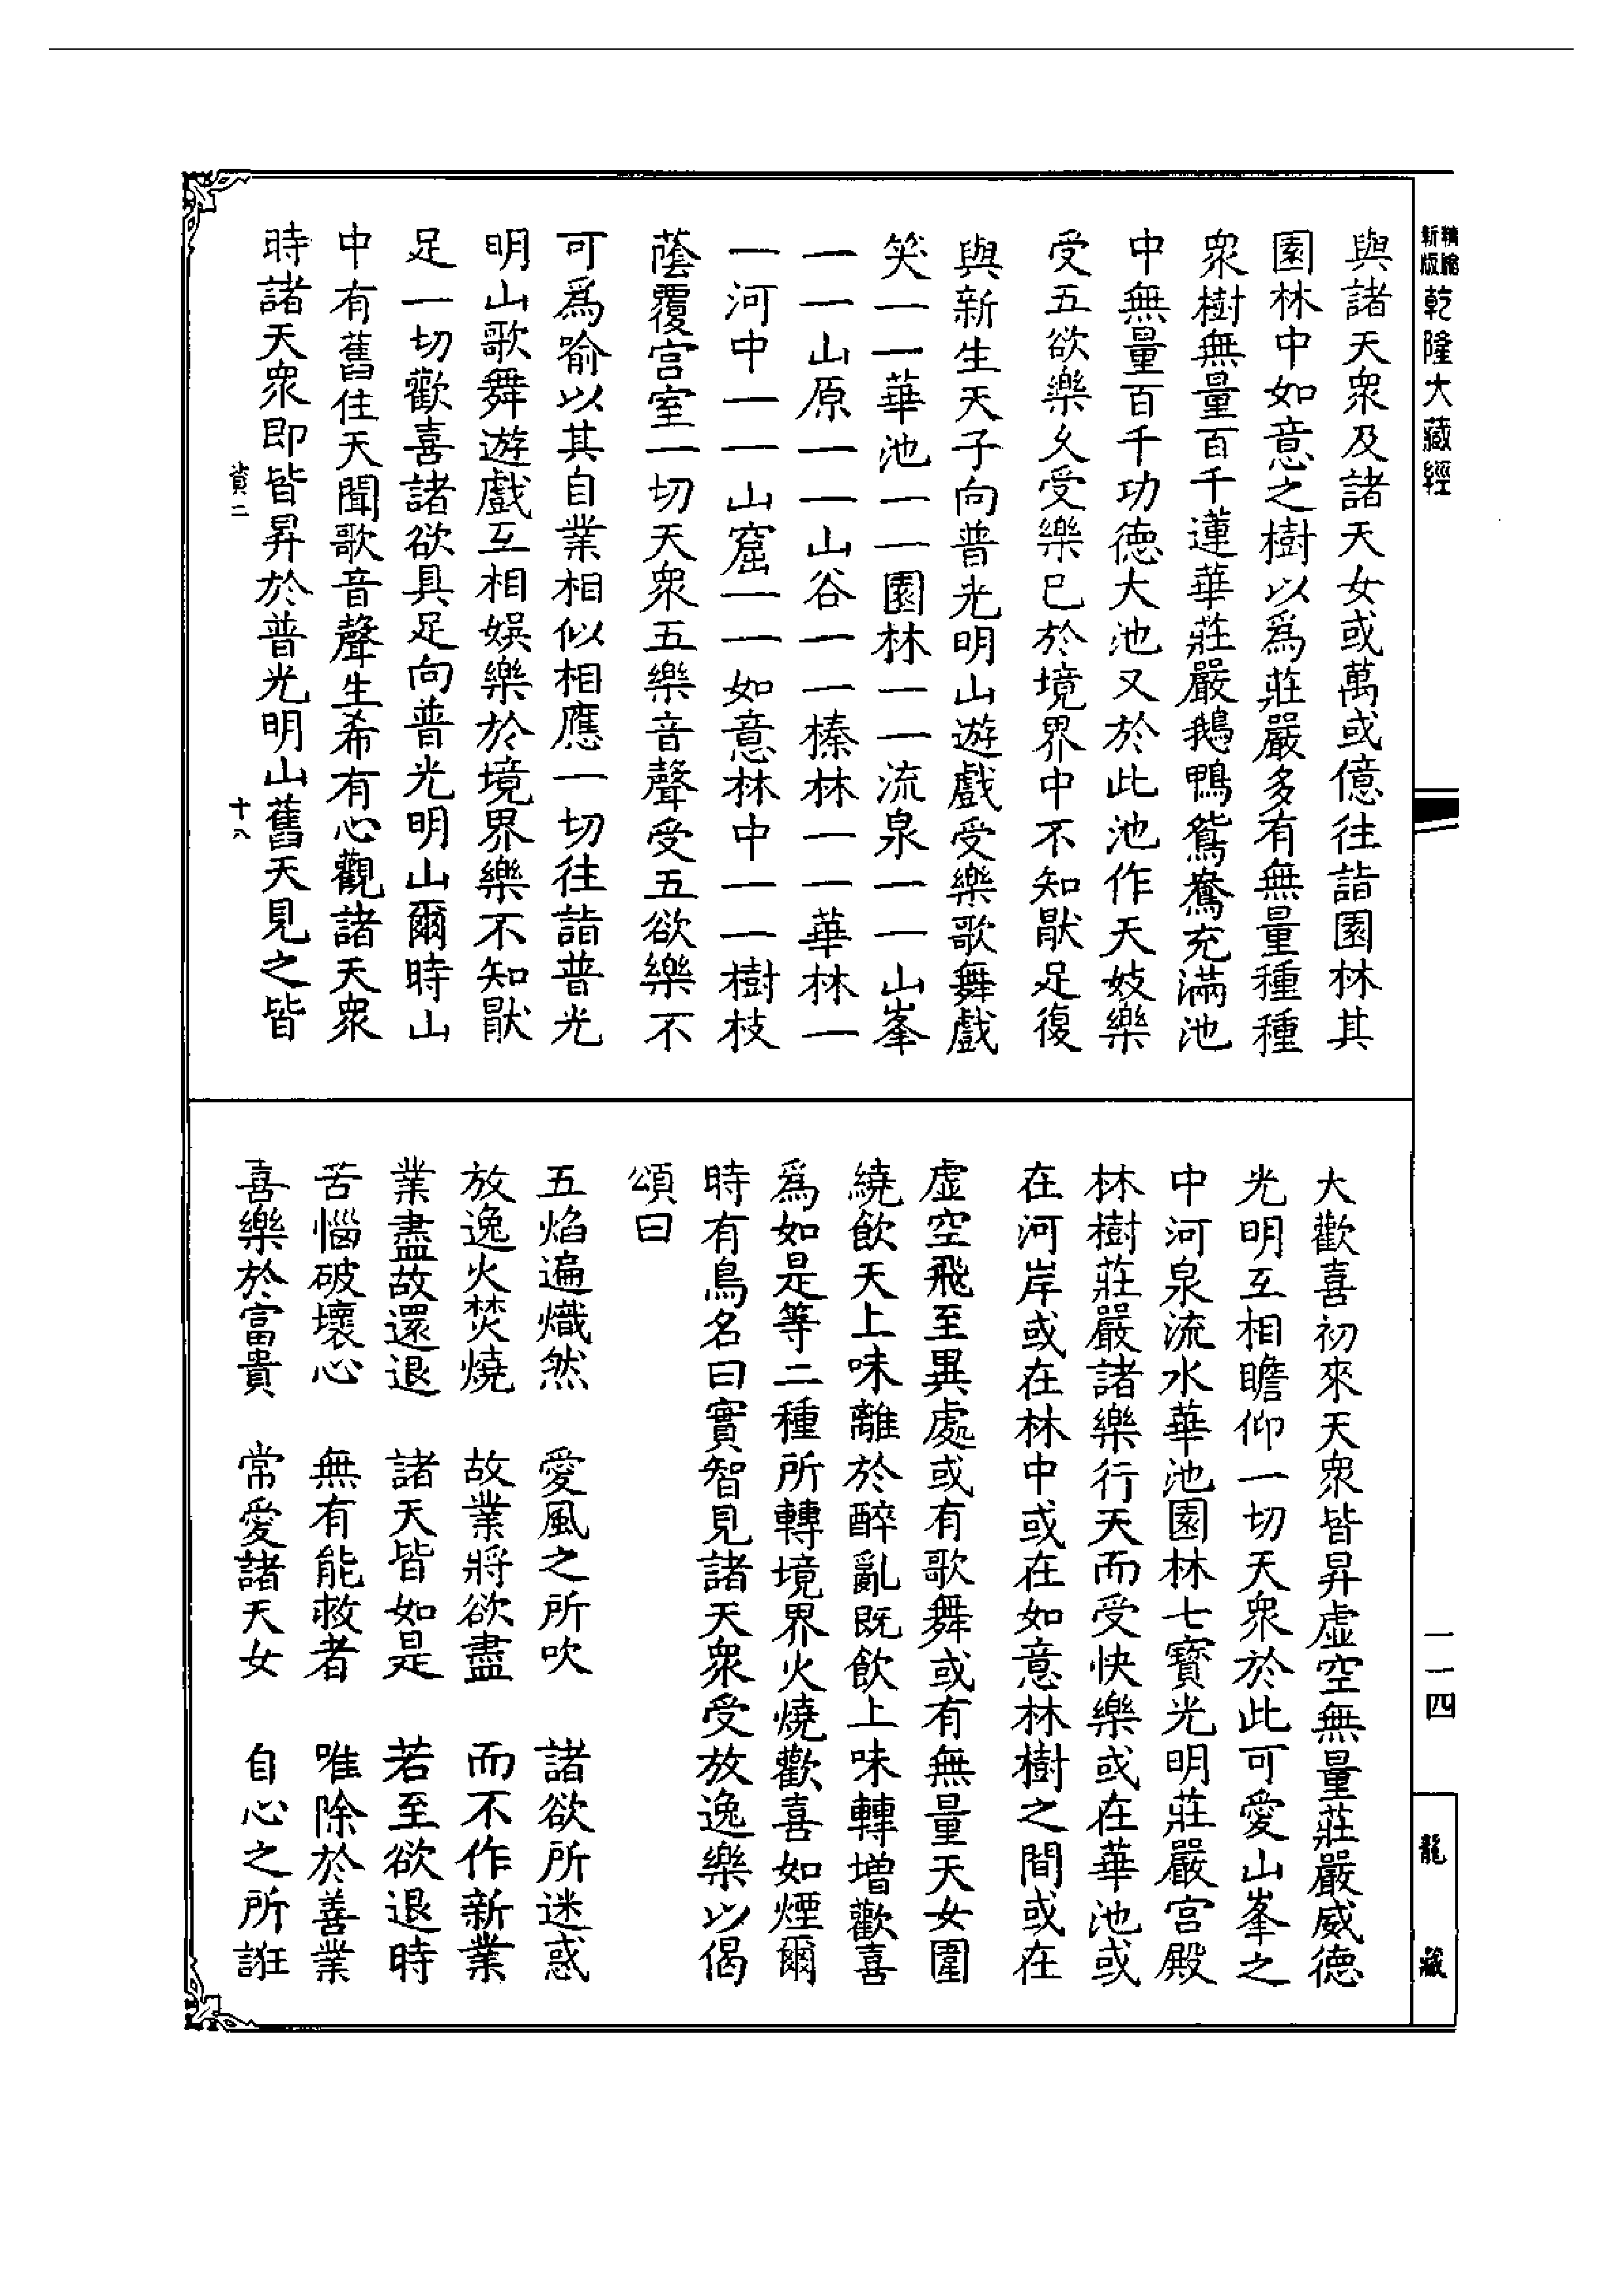 新版
乾隆大藏經
一一四
龍藏
與諸天衆及諸天女或萬或億往詣園林其
園林中如意之樹以爲莊嚴多有無量種種
衆樹無量百千蓮華莊嚴鵝鴨鴛鴦充滿池
中無量百千功德大池又於此池作天妓樂
受五欲樂久受樂已於境界中不知猒足復
與新生天子向普光明山遊戲受樂歌舞戲
笑一一華池一一園林一一流泉一一山峯
一一山原一一山谷一一榛林一一華林一
一河中一一山窟一一如意林中一一樹枝
蔭覆宫室一切天衆五樂音聲受五欲樂不
可爲喻以其自業相似相應一切往詣普光
明山歌舞遊戲互相娛樂於境界樂不知猒
足一切歡喜諸欲具足向普光明山爾時山
中有舊住天聞歌音聲生希有心觀諸天衆
時諸天衆即皆昇於普光明山舊天見之皆
資二 十八
大歡喜初來天衆皆昇虛空無量莊嚴威德
光明互相瞻仰一切天衆於此可愛山峯之
中河泉流水華池園林七寶光明莊嚴宫殿
林樹莊嚴諸樂行天而受快樂或在華池或
在河岸或在林中或在如意林樹之間或在
虛空飛至異處或有歌舞或有無量天女圍
繞飲天上味離於醉亂既飲上味轉增歡喜
爲如是等二種所轉境界火燒歡喜如煙爾
時有鳥名曰實智見諸天衆受放逸樂以偈
頌曰
五焰遍熾然 愛風之所吹 諸欲所迷惑
放逸火焚燒 故業將欲盡 而不作新業
業盡故還退 諸天皆如是 若至欲退時
苦惱破壞心 無有能救者 唯除於善業
喜樂於富貴 常愛諸天女 自心之所誑